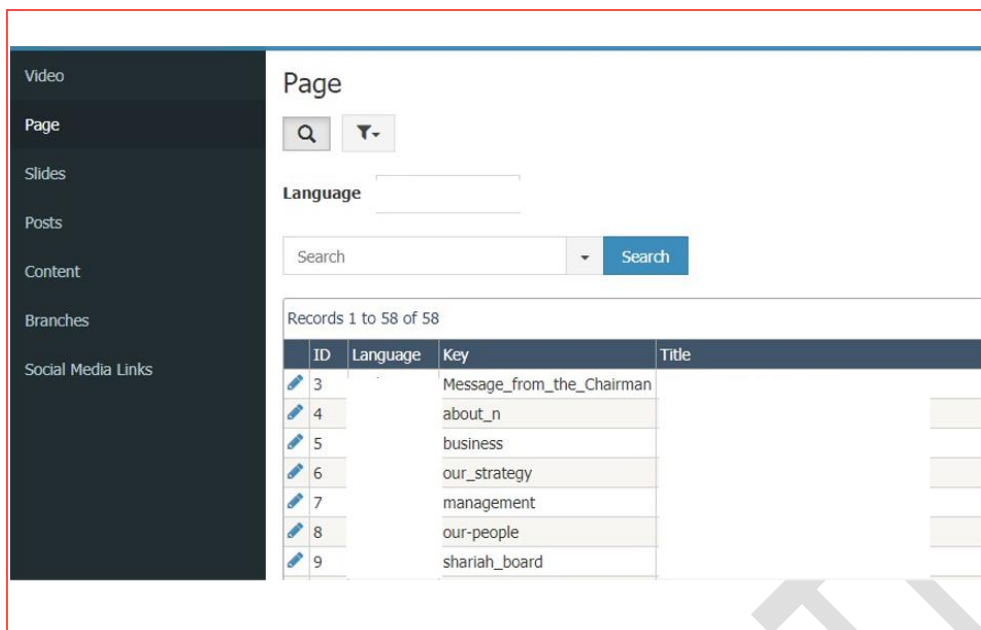 Video
Page
Slides
Posts
Content
Branches
Social Media Links
Page
Language
Search
Search
Records 1 to 58 of 58
ID Language Key Title
3 Message_from_the_Chairman
4 about_n
5 business
6 our_strategy
7 management
8 our-people
9 shariah_board